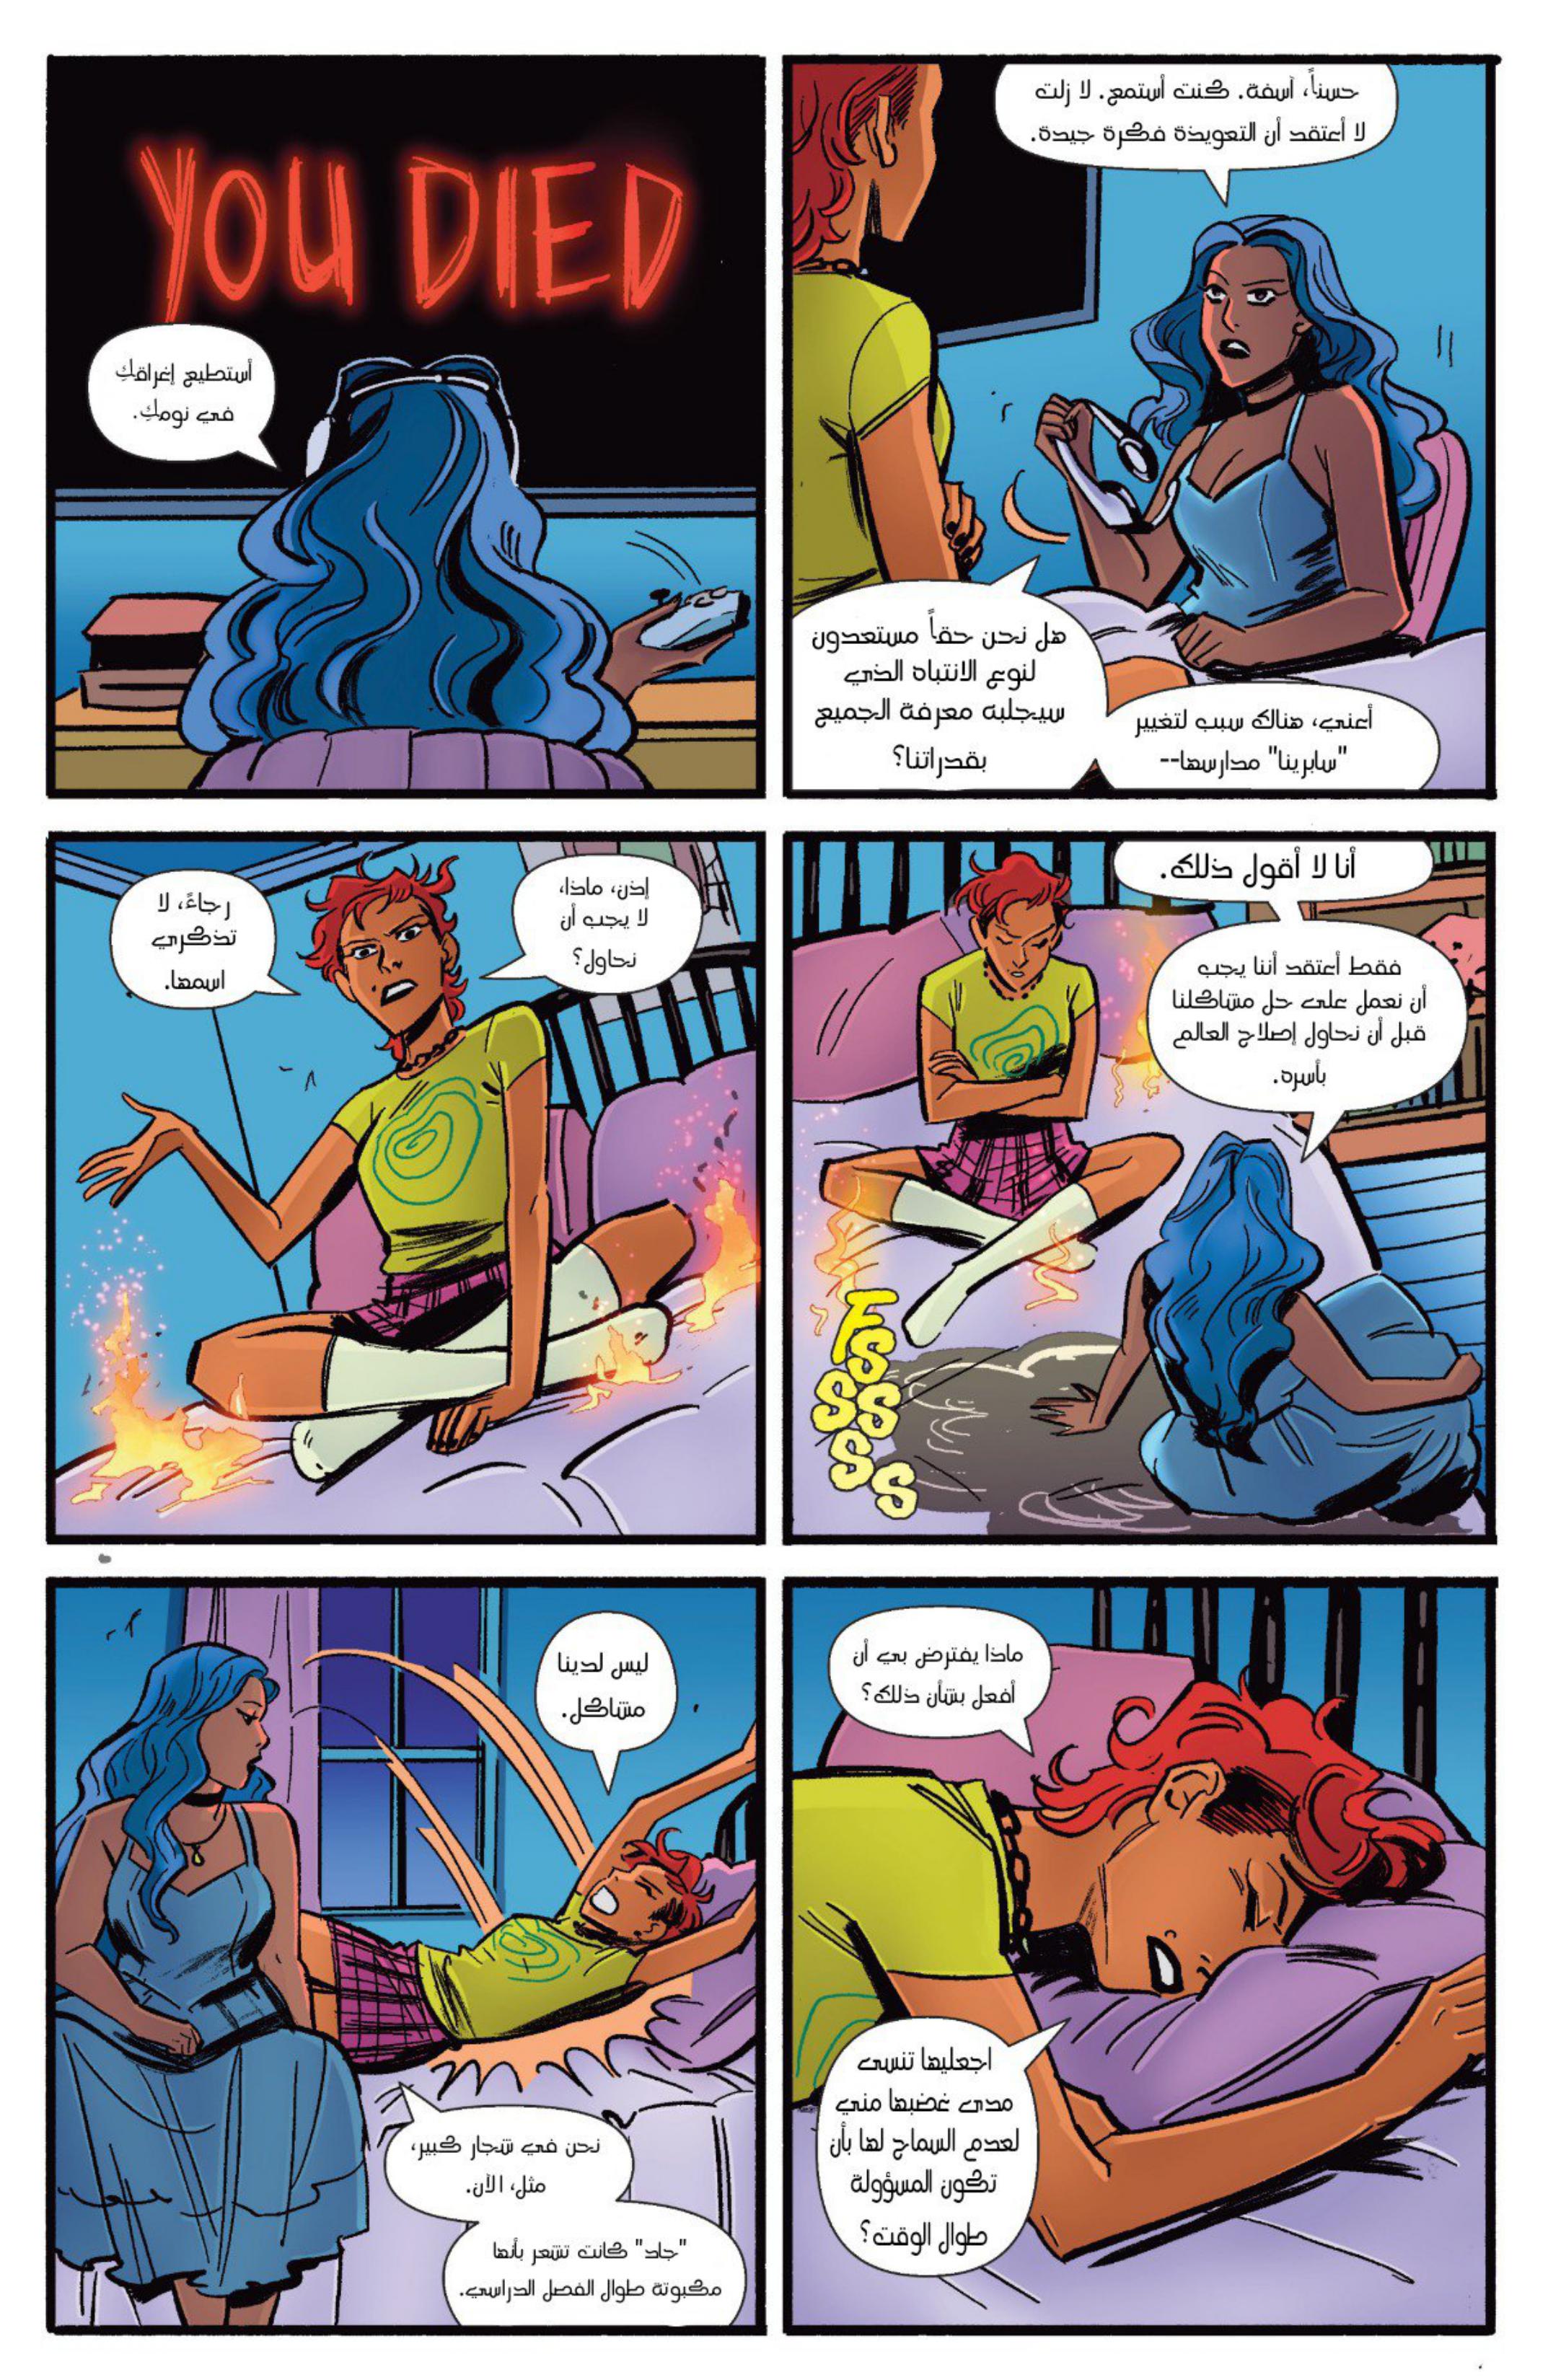 YOU DIED
أستطيع إغراقكِ
في نومكِ.
حسناً، آسفة. كنت أستمع. لا زلت
لا أعتقد أن التعويذة فكرة جيدة.
هل نحن حقاً مستعدون
لنوع الانتباه الذي
سيجلبه معرفة الجميع
بقدراتنا؟
أعني، هناك سبب لتغيير
"سابرينا" مدارسها--
رجاءً، لا
تذكري
اسمها.
إذن، ماذا،
لا يجب أن
نحاول؟
أنا لا أقول ذلك.
فقط أعتقد أننا يجب
أن نعمل على حل مشاكلنا
قبل أن نحاول إصلاح العالم
بأسره.
FSSSSS
ليس لدينا
مشاكل.
نحن في شجار كبير،
مثل، الآن.
"جاد" كانت تشعر بأنها
مكبوتة طوال الفصل الدراسي.
ماذا يفترض بي أن
أفعل بشأن ذلك؟
اجعليها تنسى
مدى غضبها مني
لعدم السماح لها بأن
تكون المسؤولة
طوال الوقت؟